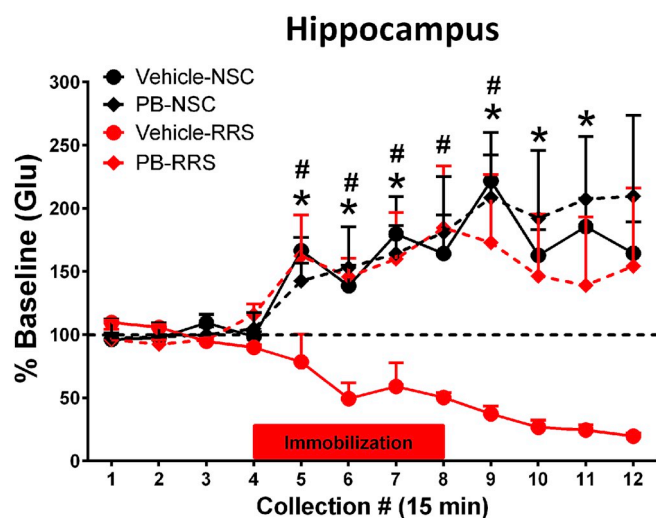 Hippocampus
Vehicle-NSC
PB-NSC
Vehicle-RRS
PB-RRS
% Baseline (Glu)
300
250
200
150
100
50
0
# # # # #
* * * * * *
Immobilization
1 2 3 4 5 6 7 8 9 10 11 12
Collection # (15 min)